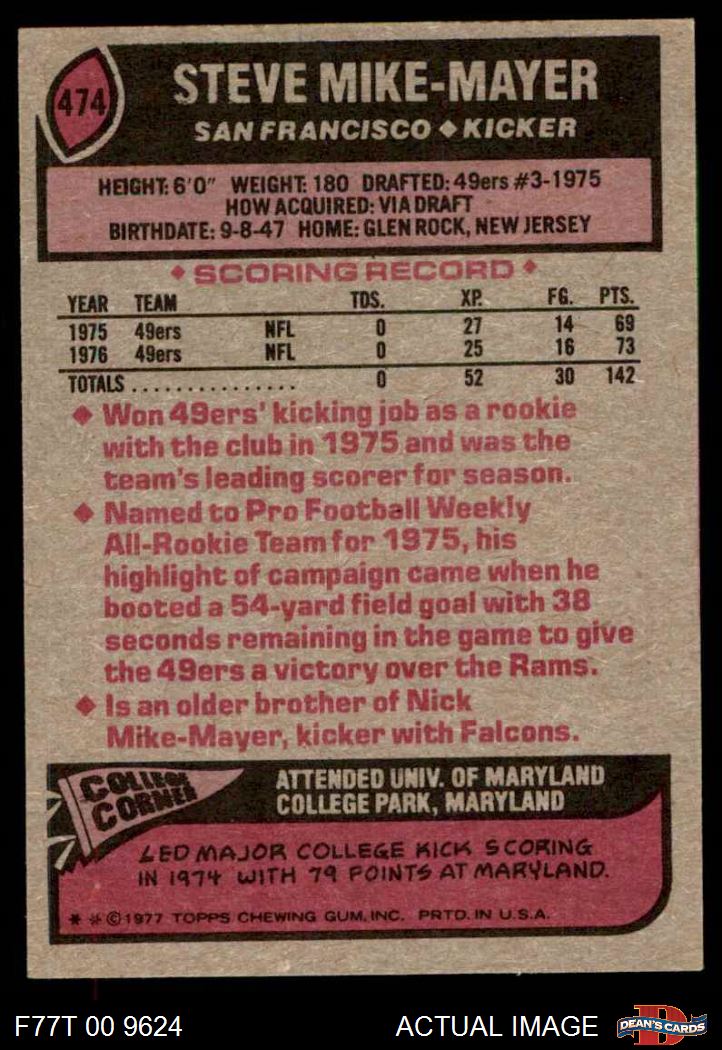 474
STEVE MIKE-MAYER
SAN FRANCISCO ◆ KICKER
HEIGHT: 6'0" WEIGHT: 180 DRAFTED: 49ers #3-1975
HOW ACQUIRED: VIA DRAFT
BIRTHDATE: 9-8-47 HOME: GLEN ROCK, NEW JERSEY
◆ SCORING RECORD ◆
YEAR TEAM TDS. XP. FG. PTS.
1975 49ers NFL 0 27 14 69
1976 49ers NFL 0 25 16 73
TOTALS ................ 0 52 30 142
◆ Won 49ers' kicking job as a rookie
with the club in 1975 and was the
team's leading scorer for season.
◆ Named to Pro Football Weekly
All-Rookie Team for 1975, his
highlight of campaign came when he
booted a 54-yard field goal with 38
seconds remaining in the game to give
the 49ers a victory over the Rams.
◆ Is an older brother of Nick
Mike-Mayer, kicker with Falcons.
COLLEGE
CORNER
ATTENDED UNIV. OF MARYLAND
COLLEGE PARK, MARYLAND
LED MAJOR COLLEGE KICK SCORING
IN 1974 WITH 79 POINTS AT MARYLAND.
* * © 1977 TOPPS CHEWING GUM, INC. PRTD. IN U.S.A.
F77T 00 9624
ACTUAL IMAGE
D
DEAN'S CARDS